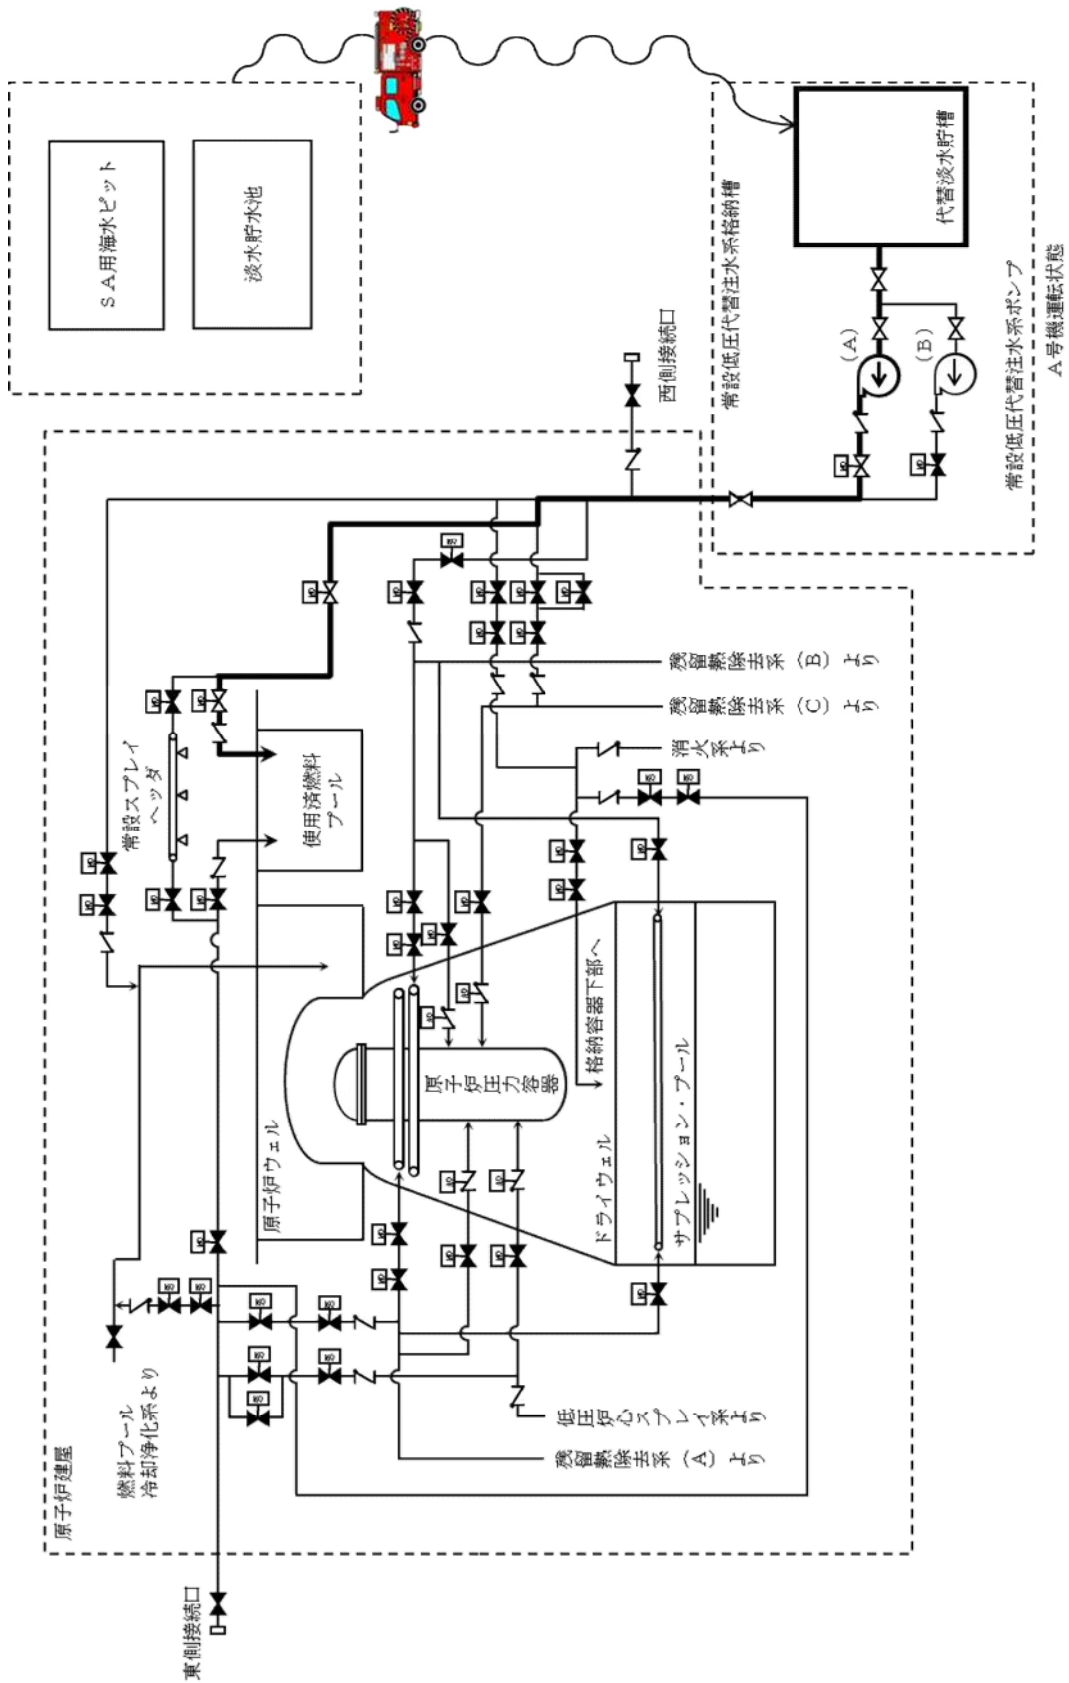 原子炉建屋
東側接続口
燃料プール
冷却浄化系より
原子炉ウェル
常設スプレイ
ヘッダ
使用済燃料
プール
原子炉圧力容器
格納容器下部へ
ドライウェル
サプレッション・プール
低圧炉心スプレイ系より
残留熱除去系（A）より
残留熱除去系（B）より
残留熱除去系（C）より
消火系より
西側接続口
SA用海水ピット
淡水貯水池
常設低圧代替注水系格納槽
代替淡水貯槽
(A)
(B)
常設低圧代替注水系ポンプ
A号機運転状態